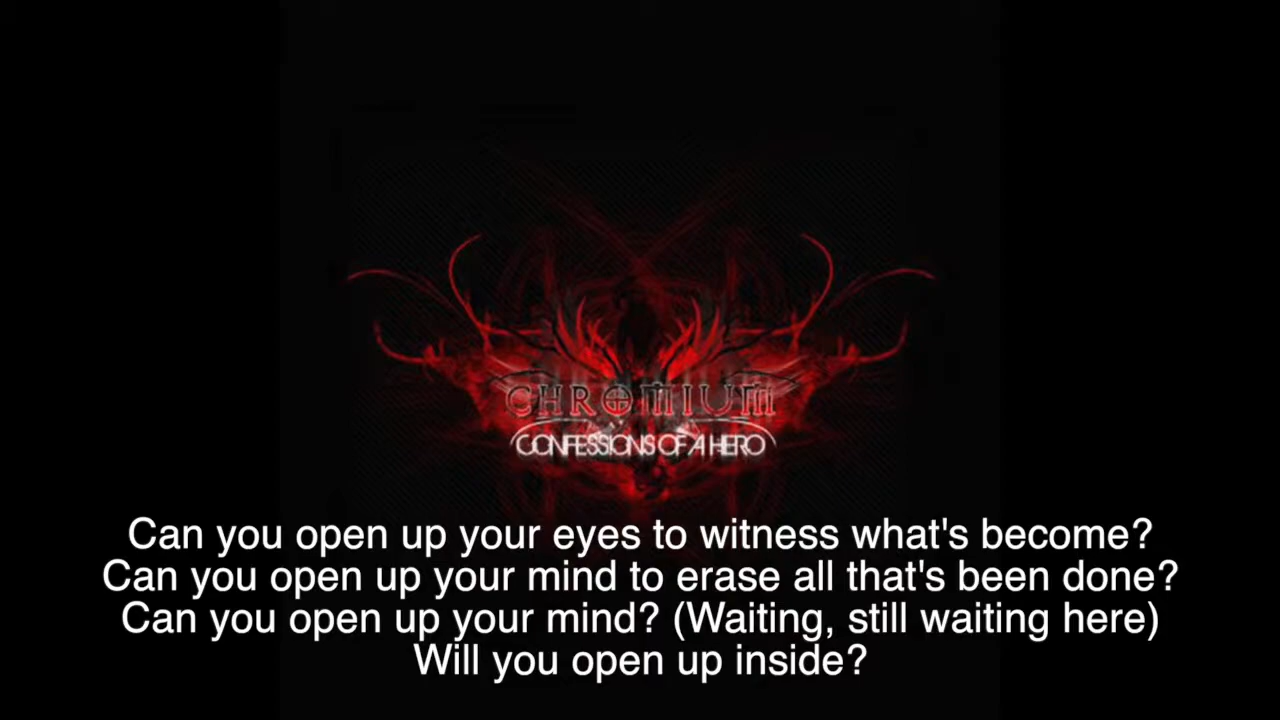 CHROMIUM
CONFESSIONS OF A HERO
Can you open up your eyes to witness what's become?
Can you open up your mind to erase all that's been done?
Can you open up your mind? (Waiting, still waiting here)
Will you open up inside?